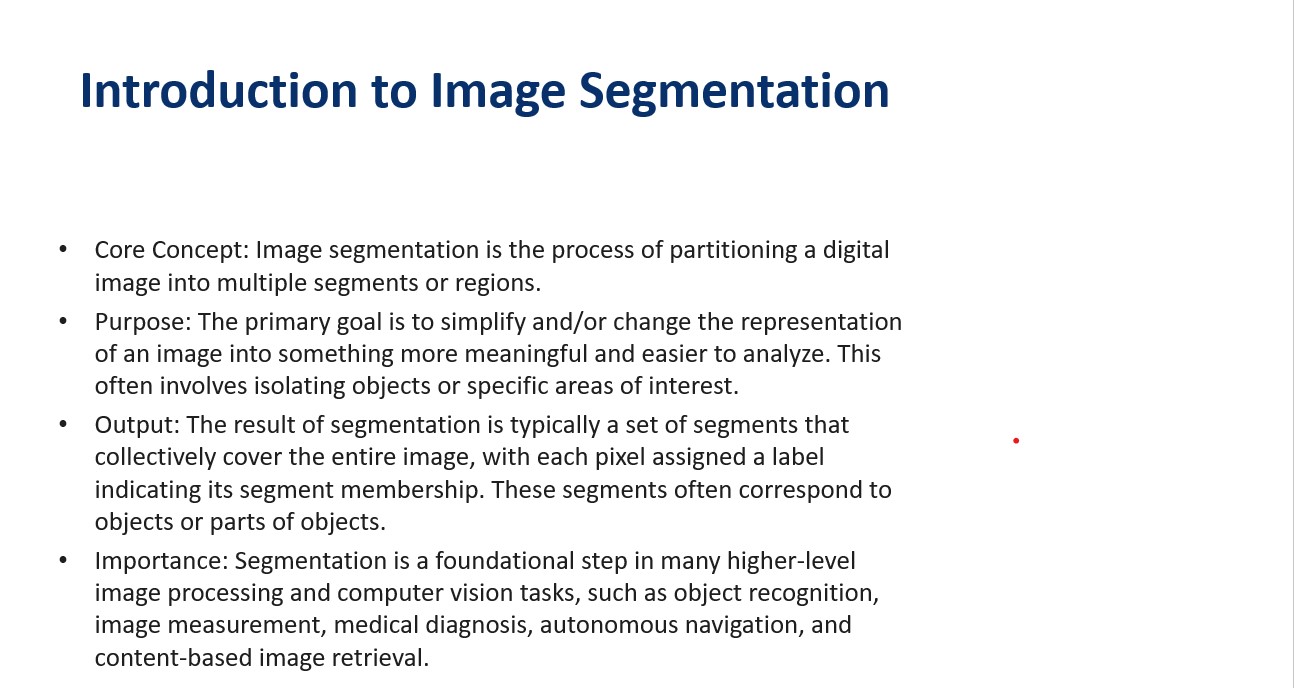 Introduction to Image Segmentation
• Core Concept: Image segmentation is the process of partitioning a digital
image into multiple segments or regions.
• Purpose: The primary goal is to simplify and/or change the representation
of an image into something more meaningful and easier to analyze. This
often involves isolating objects or specific areas of interest.
• Output: The result of segmentation is typically a set of segments that
collectively cover the entire image, with each pixel assigned a label
indicating its segment membership. These segments often correspond to
objects or parts of objects.
• Importance: Segmentation is a foundational step in many higher-level
image processing and computer vision tasks, such as object recognition,
image measurement, medical diagnosis, autonomous navigation, and
content-based image retrieval.